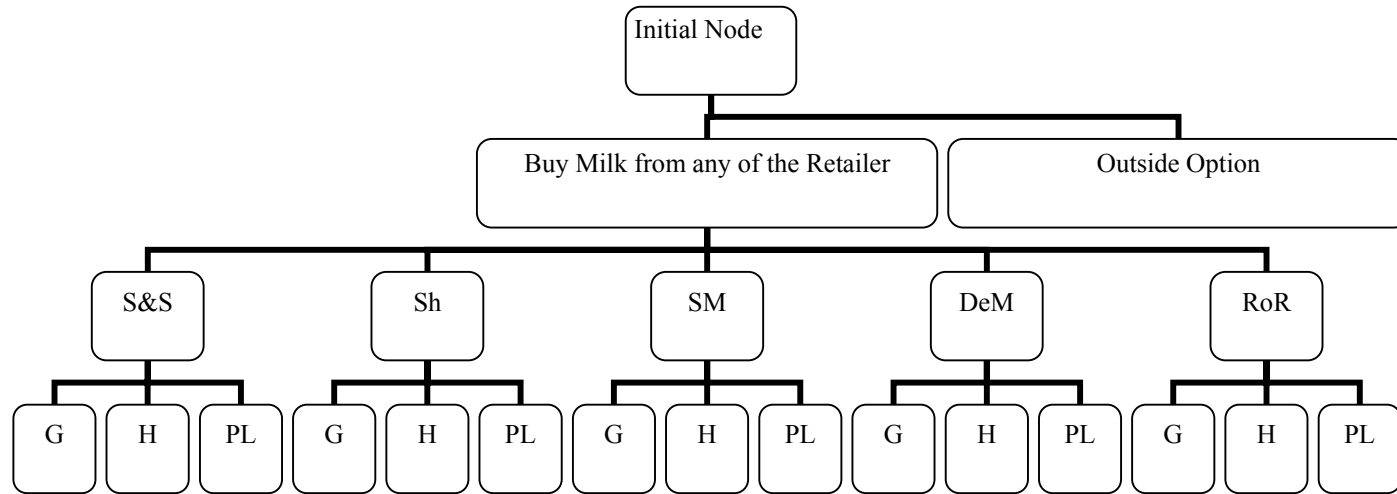 Initial Node
Buy Milk from any of the Retailer
Outside Option
S&S
Sh
SM
DeM
RoR
G
H
PL
G
H
PL
G
H
PL
G
H
PL
G
H
PL